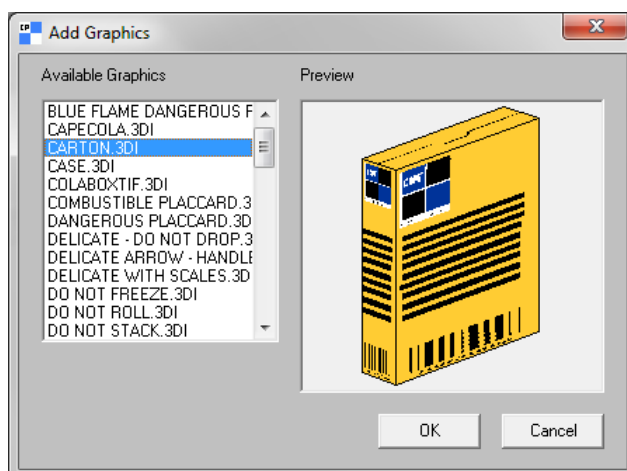 CP
Add Graphics
Available Graphics
Preview
BLUE FLAME DANGEROUS F
CAPECOLA.3DI
CARTON.3DI
CASE.3DI
COLABOXTIF.3DI
COMBUSTIBLE PLACCARD.3
DANGEROUS PLACCARD.3D
DELICATE - DO NOT DROP.3
DELICATE ARROW - HANDLE
DELICATE WITH SCALES.3D
DO NOT FREEZE.3DI
DO NOT ROLL.3DI
DO NOT STACK.3DI
OK
Cancel